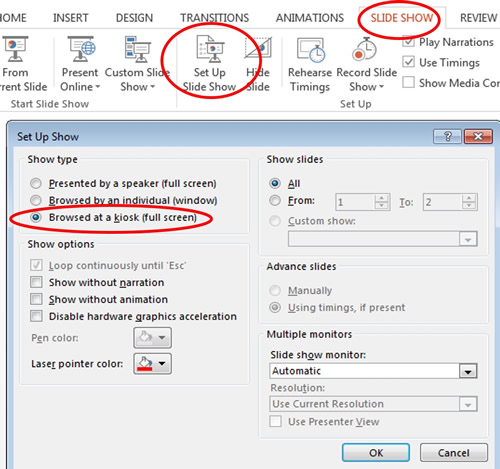 HOME INSERT DESIGN TRANSITIONS ANIMATIONS SLIDE SHOW REVIEW
From
Current Slide
Present
Online
Custom Slide
Show
Set Up
Slide Show
Hide
Slide
Rehearse
Timings
Record Slide
Show
Play Narrations
Use Timings
Show Media Con
Start Slide Show
Set Up
Set Up Show
?
Show type
Presented by a speaker (full screen)
Browsed by an individual (window)
Browsed at a kiosk (full screen)
Show options
Loop continuously until 'Esc'
Show without narration
Show without animation
Disable hardware graphics acceleration
Pen color:
Laser pointer color:
Show slides
All
From: 1 To: 2
Custom show:
Advance slides
Manually
Using timings, if present
Multiple monitors
Slide show monitor:
Automatic
Resolution:
Use Current Resolution
Use Presenter View
OK Cancel